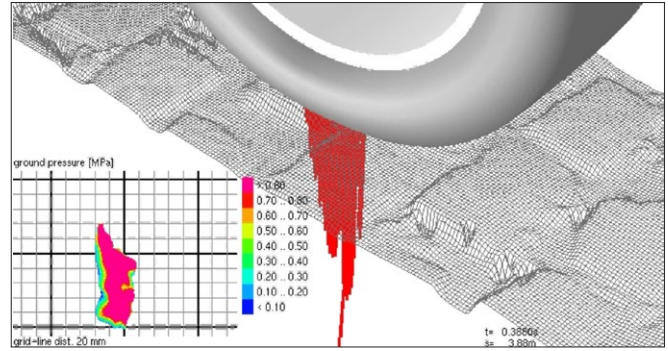 ground pressure [MPa]
> 0.80
0.70 .. 0.80
0.60 .. 0.70
0.50 .. 0.60
0.40 .. 0.50
0.30 .. 0.40
0.20 .. 0.30
0.10 .. 0.20
< 0.10
grid-line dist. 20 mm
t= 0.3880s
s= 3.88m